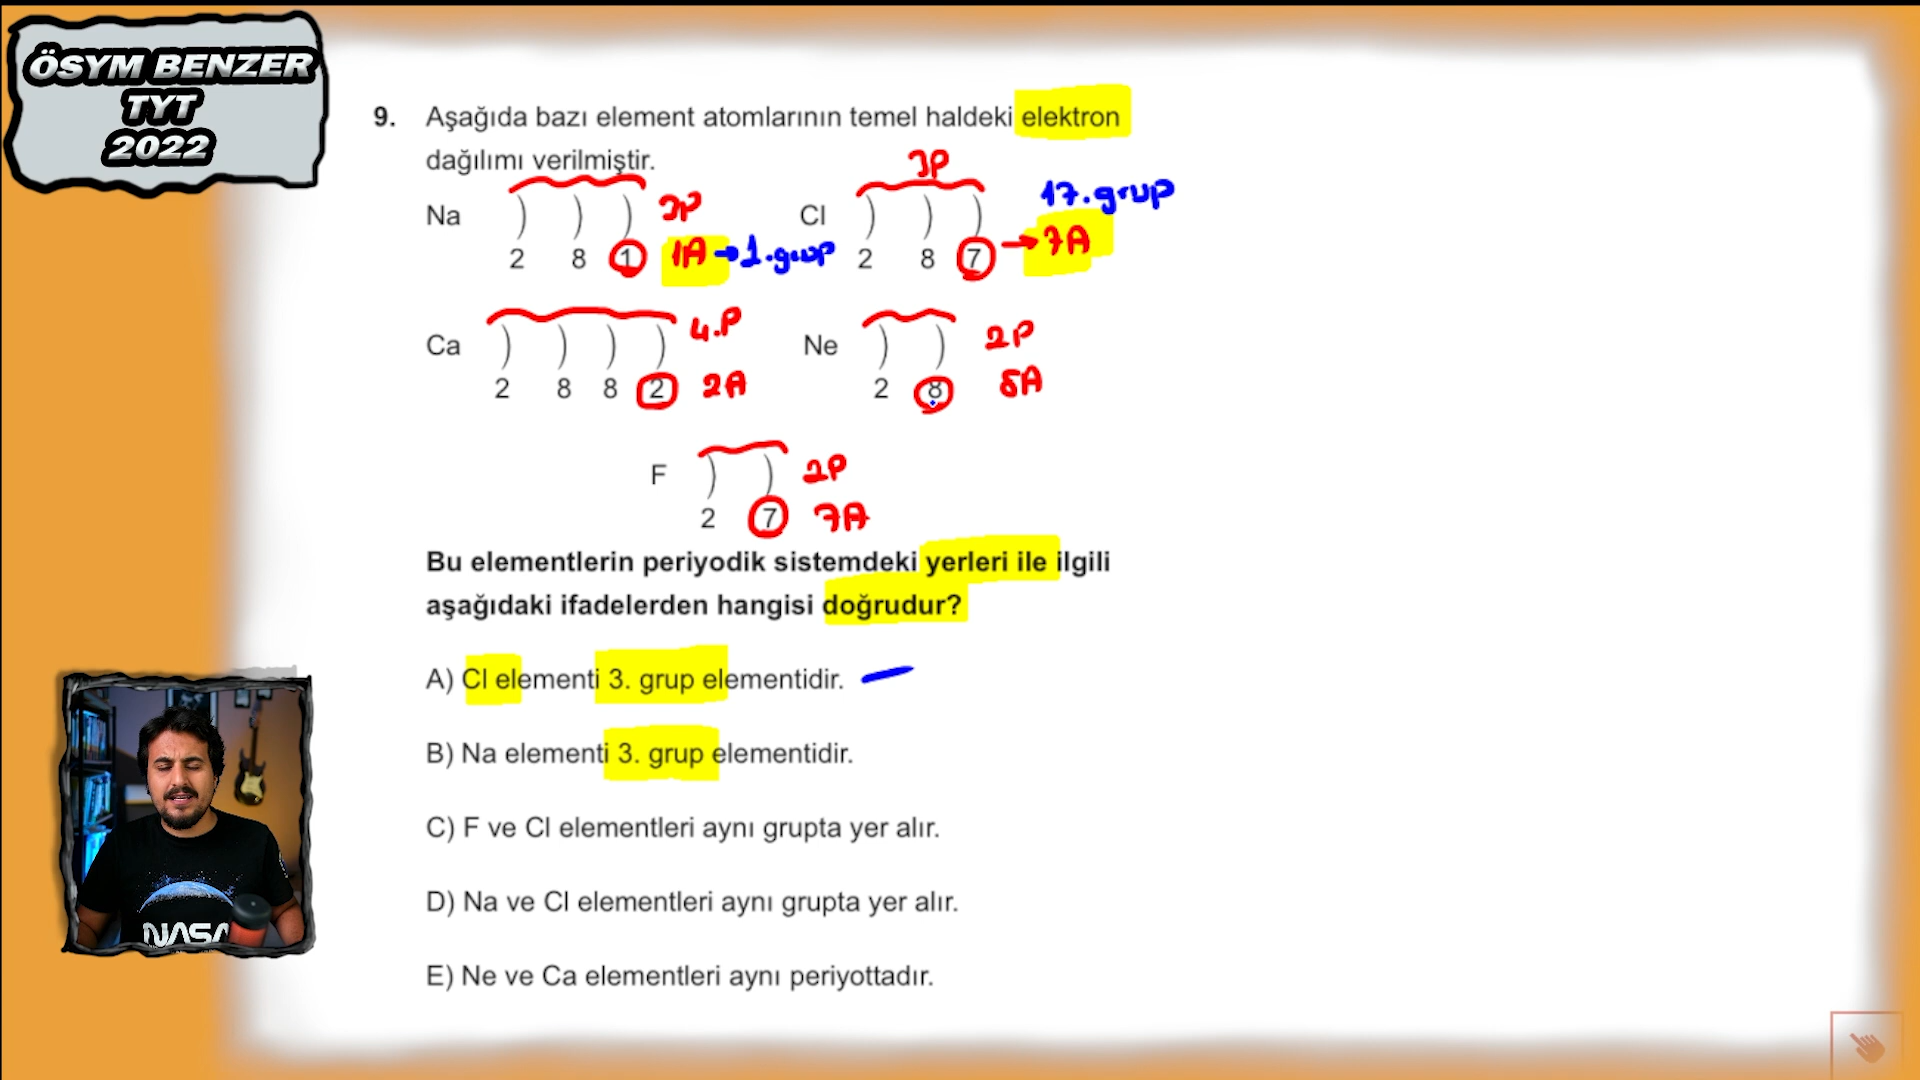 ÖSYM BENZER
TYT
2022
9. Aşağıda bazı element atomlarının temel haldeki elektron
dağılımı verilmiştir.
Na ) ) ) 3P
2 8 1 1A → 1.grup
3P
Cl ) ) ) 17.grup
2 8 7 → 7A
Ca ) ) ) ) 4.P
2 8 8 2 2A
Ne ) ) 2P
2 8 8A
F ) ) 2P
2 7 7A
Bu elementlerin periyodik sistemdeki yerleri ile ilgili
aşağıdaki ifadelerden hangisi doğrudur?
A) Cl elementi 3. grup elementidir.
B) Na elementi 3. grup elementidir.
C) F ve Cl elementleri aynı grupta yer alır.
D) Na ve Cl elementleri aynı grupta yer alır.
E) Ne ve Ca elementleri aynı periyottadır.
NASA